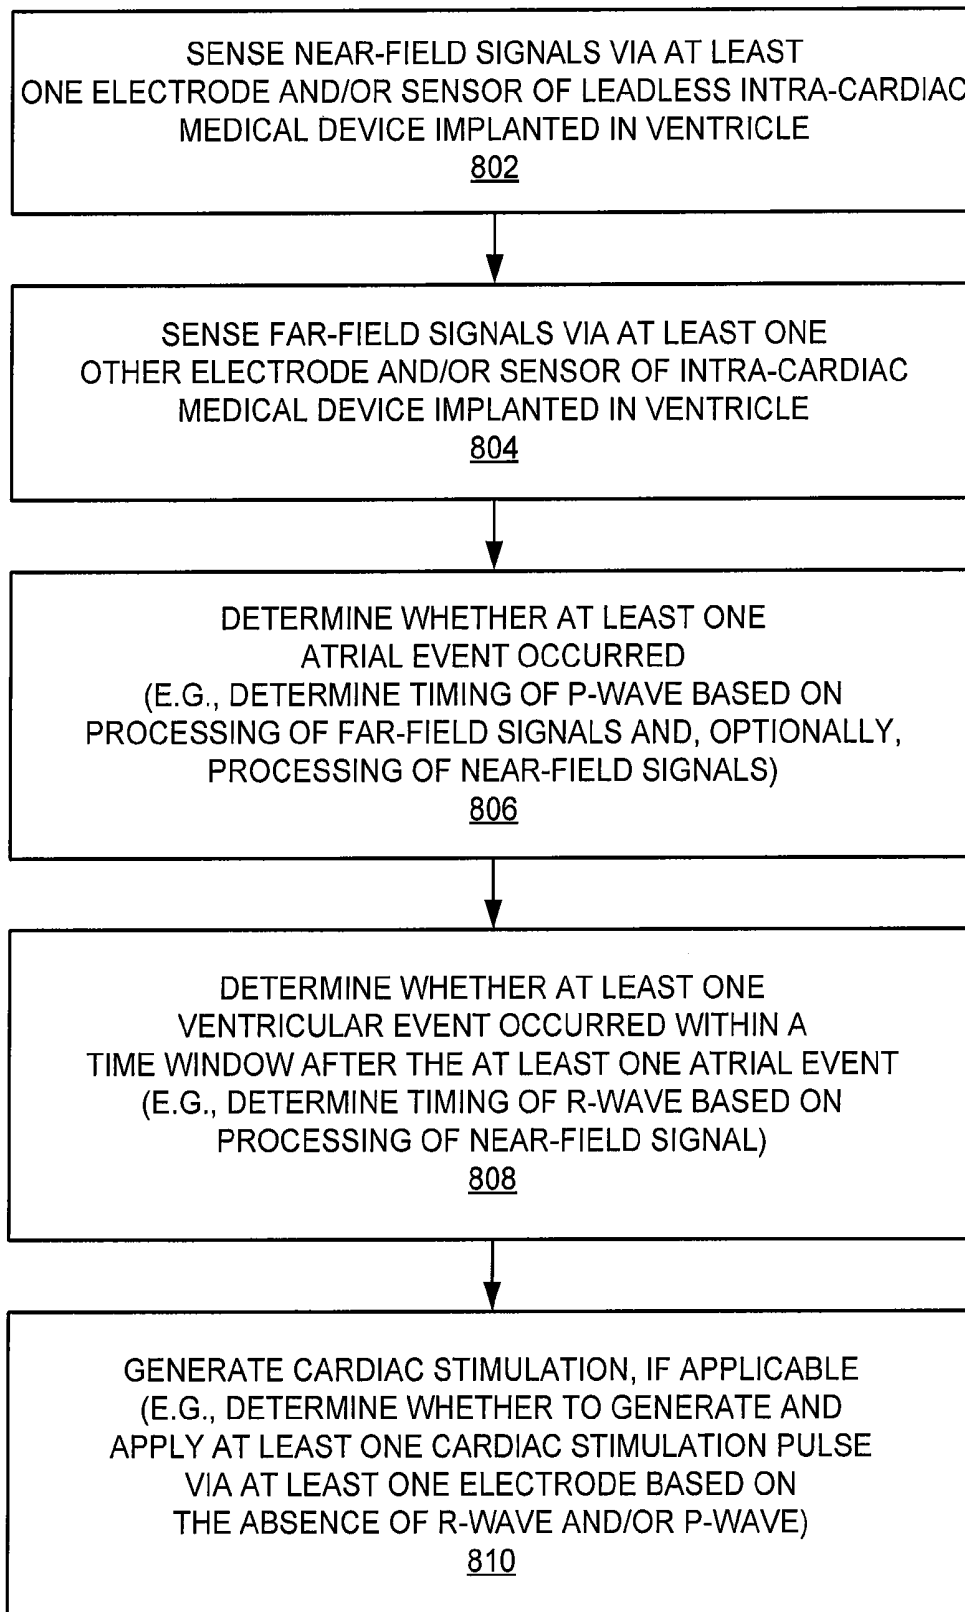 SENSE NEAR-FIELD SIGNALS VIA AT LEAST
ONE ELECTRODE AND/OR SENSOR OF LEADLESS INTRA-CARDIAC
MEDICAL DEVICE IMPLANTED IN VENTRICLE
802
SENSE FAR-FIELD SIGNALS VIA AT LEAST ONE
OTHER ELECTRODE AND/OR SENSOR OF INTRA-CARDIAC
MEDICAL DEVICE IMPLANTED IN VENTRICLE
804
DETERMINE WHETHER AT LEAST ONE
ATRIAL EVENT OCCURRED
(E.G., DETERMINE TIMING OF P-WAVE BASED ON
PROCESSING OF FAR-FIELD SIGNALS AND, OPTIONALLY,
PROCESSING OF NEAR-FIELD SIGNALS)
806
DETERMINE WHETHER AT LEAST ONE
VENTRICULAR EVENT OCCURRED WITHIN A
TIME WINDOW AFTER THE AT LEAST ONE ATRIAL EVENT
(E.G., DETERMINE TIMING OF R-WAVE BASED ON
PROCESSING OF NEAR-FIELD SIGNAL)
808
GENERATE CARDIAC STIMULATION, IF APPLICABLE
(E.G., DETERMINE WHETHER TO GENERATE AND
APPLY AT LEAST ONE CARDIAC STIMULATION PULSE
VIA AT LEAST ONE ELECTRODE BASED ON
THE ABSENCE OF R-WAVE AND/OR P-WAVE)
810